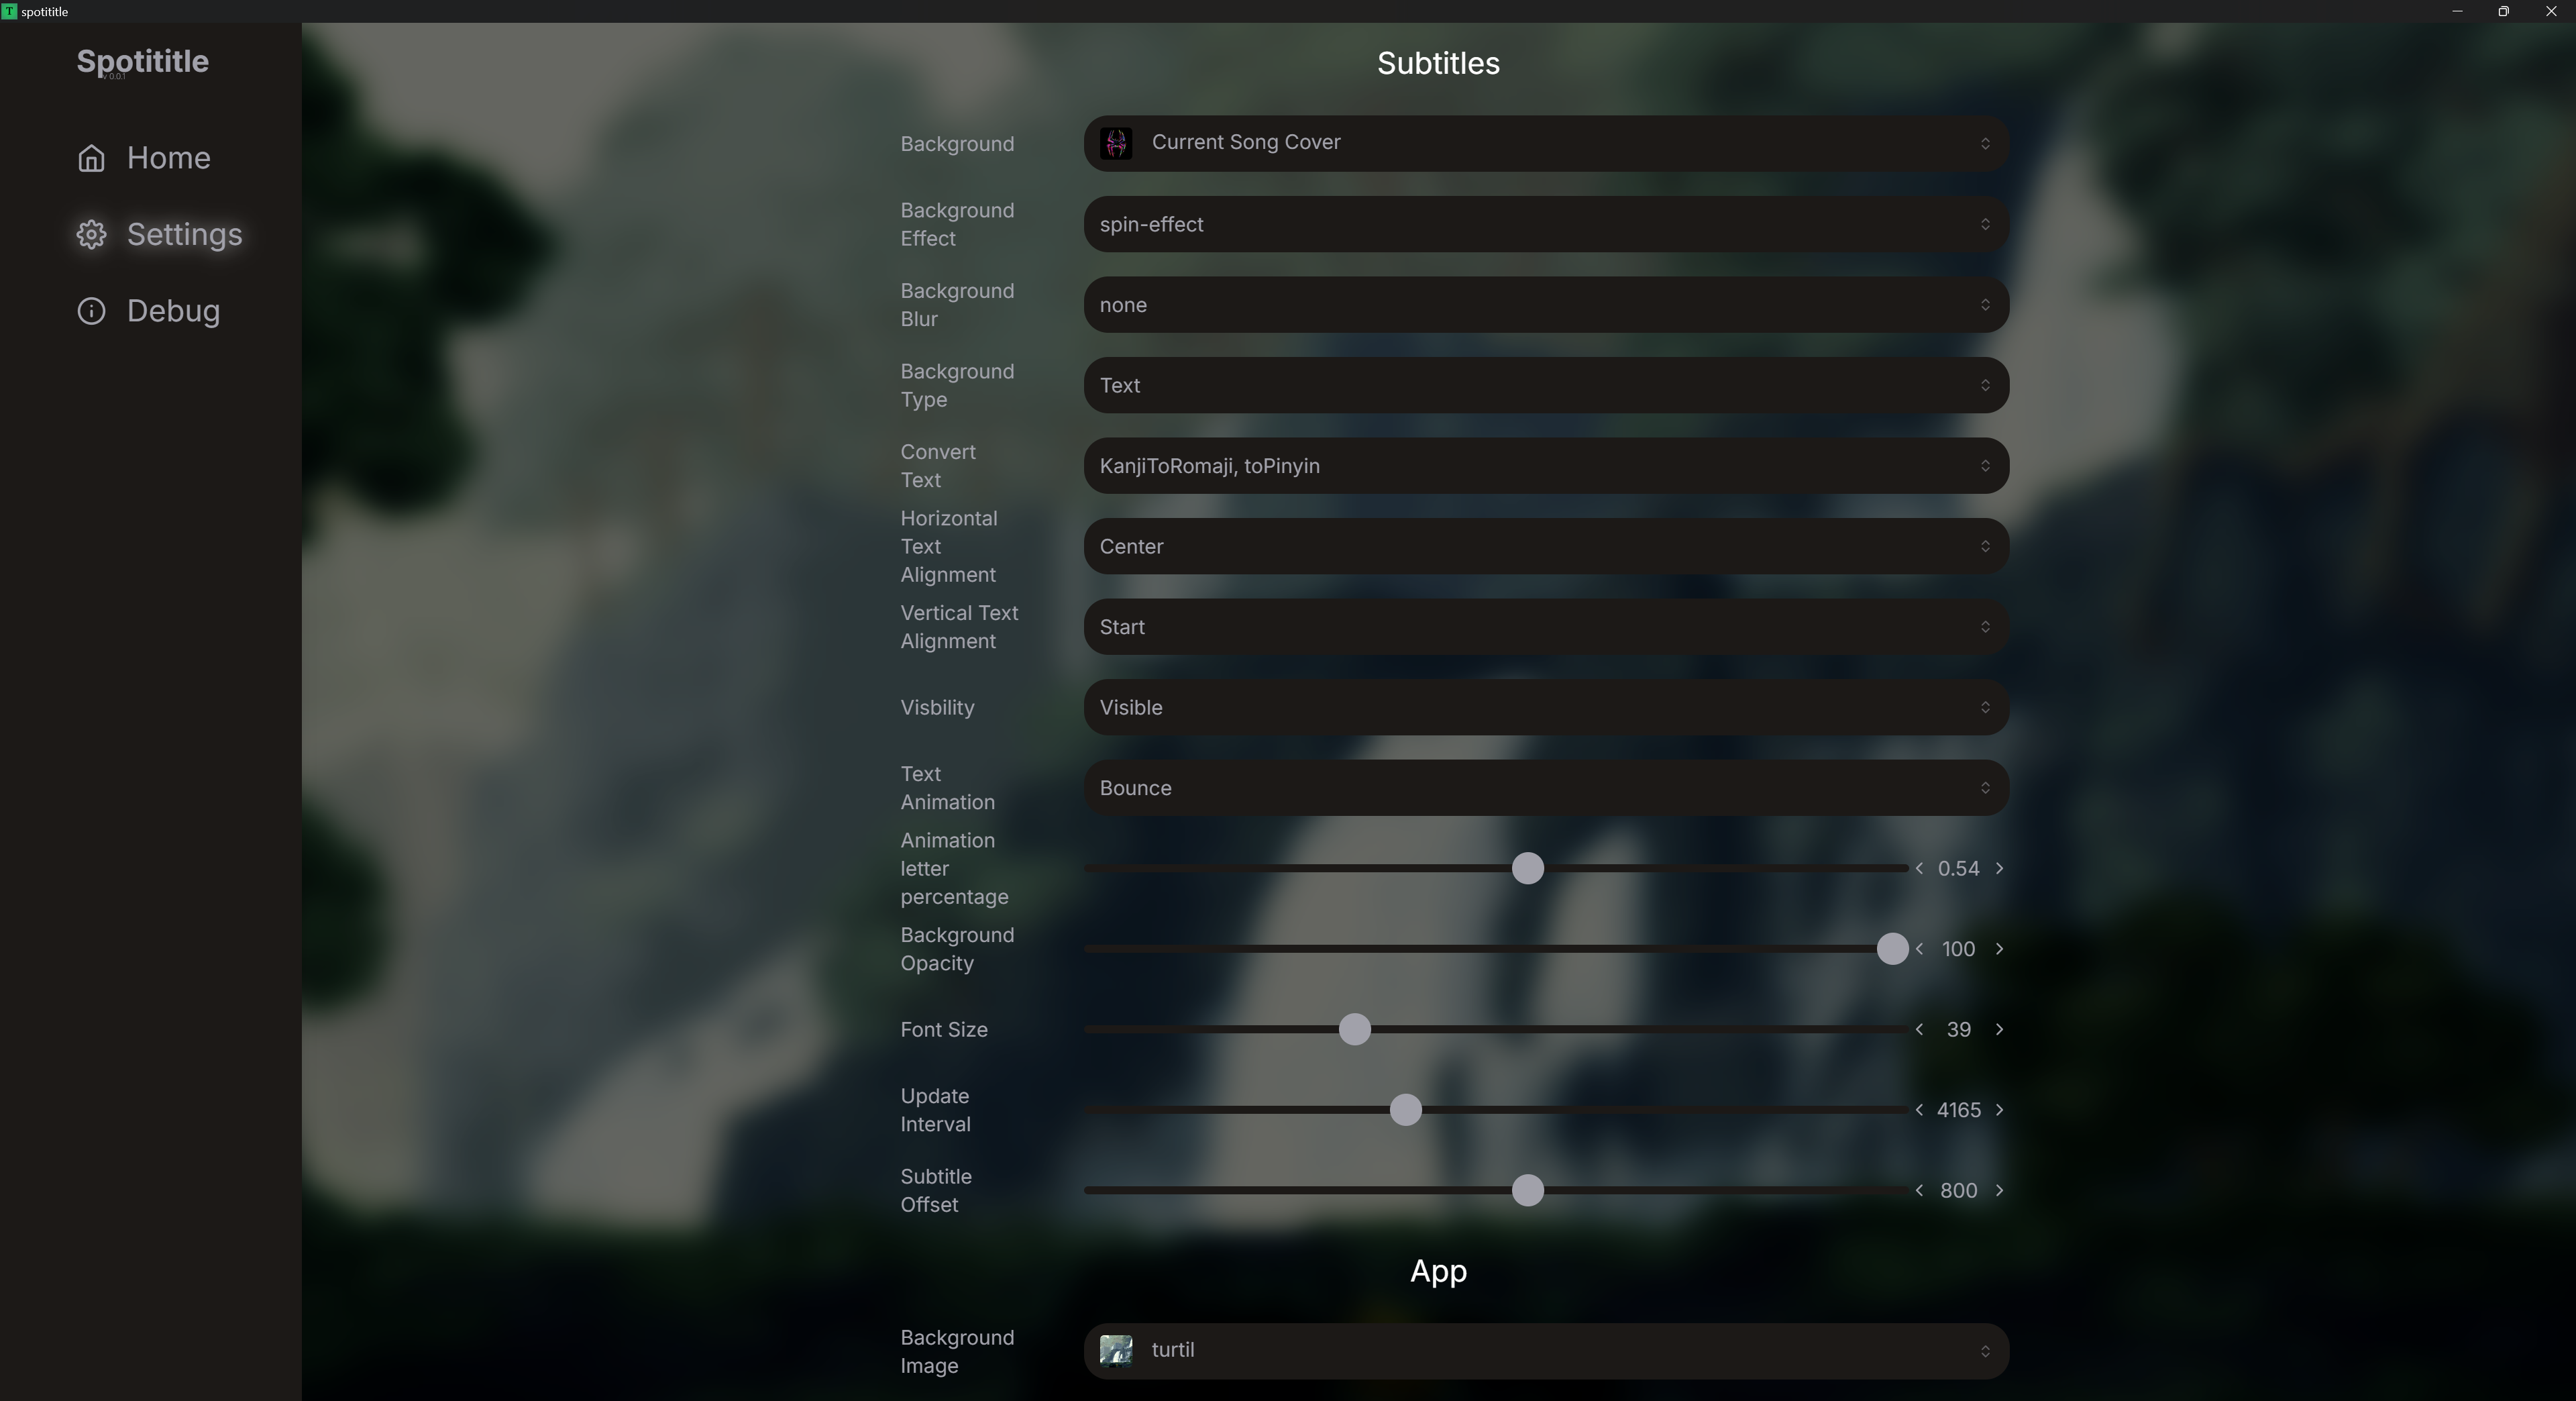 T spotititle
Spotititle
v 0.0.1
Home
Settings
Debug
Subtitles
Background
Current Song Cover
Background
Effect
spin-effect
Background
Blur
none
Background
Type
Text
Convert
Text
KanjiToRomaji, toPinyin
Horizontal
Text
Alignment
Center
Vertical Text
Alignment
Start
Visbility
Visible
Text
Animation
Bounce
Animation
letter
percentage
0.54
Background
Opacity
100
Font Size
39
Update
Interval
4165
Subtitle
Offset
800
App
Background
Image
turtil